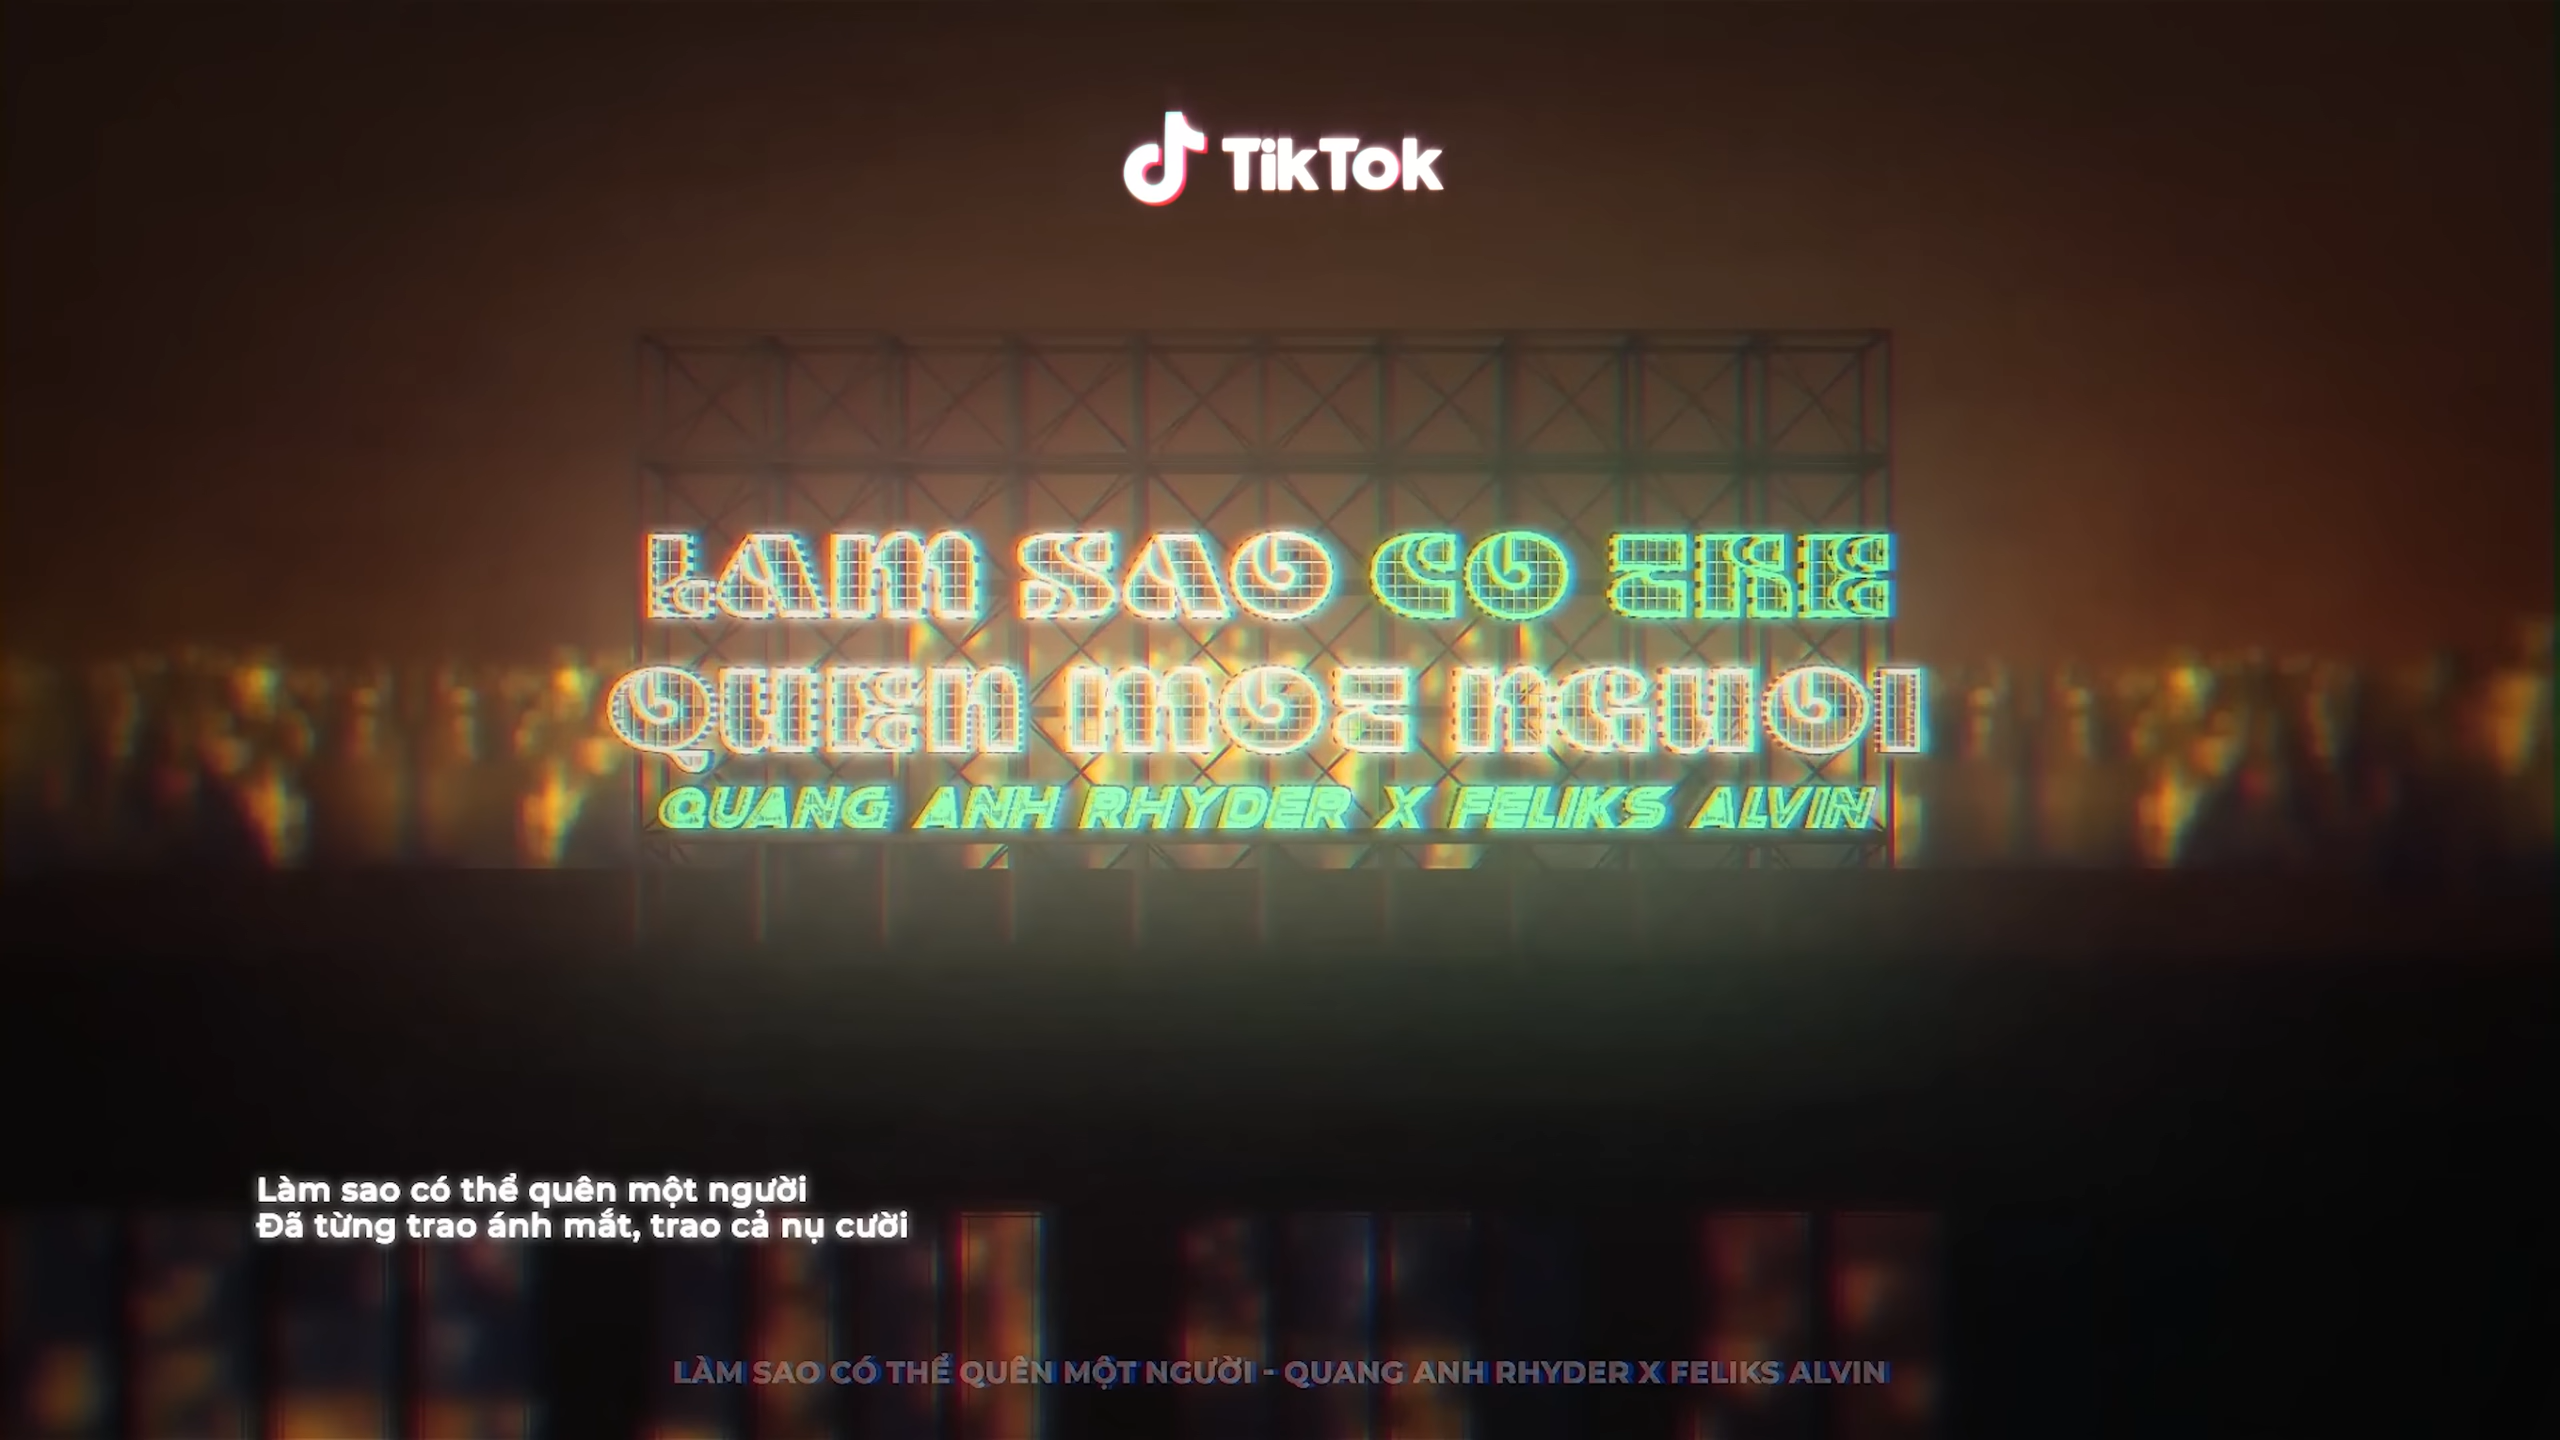 TikTok
LAM SAO CO THE
QUEN MOT NGUOI
QUANG ANH RHYDER X FELIKS ALVIN
Làm sao có thể quên một người
Đã từng trao ánh mắt, trao cả nụ cười
LÀM SAO CÓ THỂ QUÊN MỘT NGƯỜI - QUANG ANH RHYDER X FELIKS ALVIN